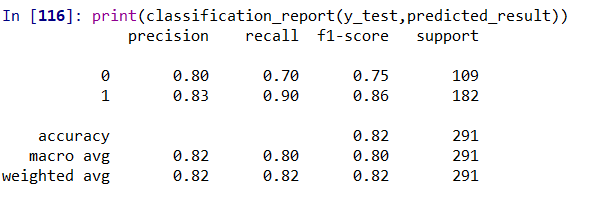 In [116]: print(classification_report(y_test,predicted_result))
precision recall f1-score support
0 0.80 0.70 0.75 109
1 0.83 0.90 0.86 182
accuracy 0.82 291
macro avg 0.82 0.80 0.80 291
weighted avg 0.82 0.82 0.82 291